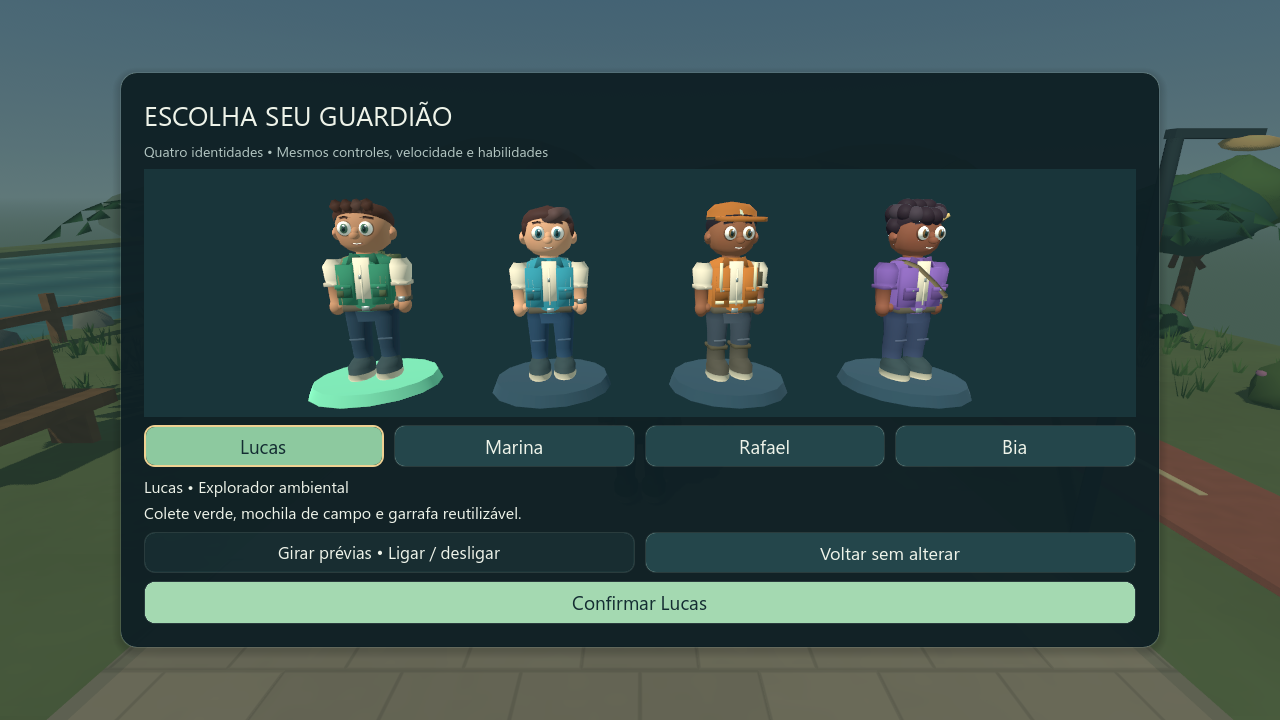 ESCOLHA SEU GUARDIÃO
Quatro identidades • Mesmos controles, velocidade e habilidades
Lucas
Marina
Rafael
Bia
Lucas • Explorador ambiental
Colete verde, mochila de campo e garrafa reutilizável.
Girar prévias • Ligar / desligar
Voltar sem alterar
Confirmar Lucas